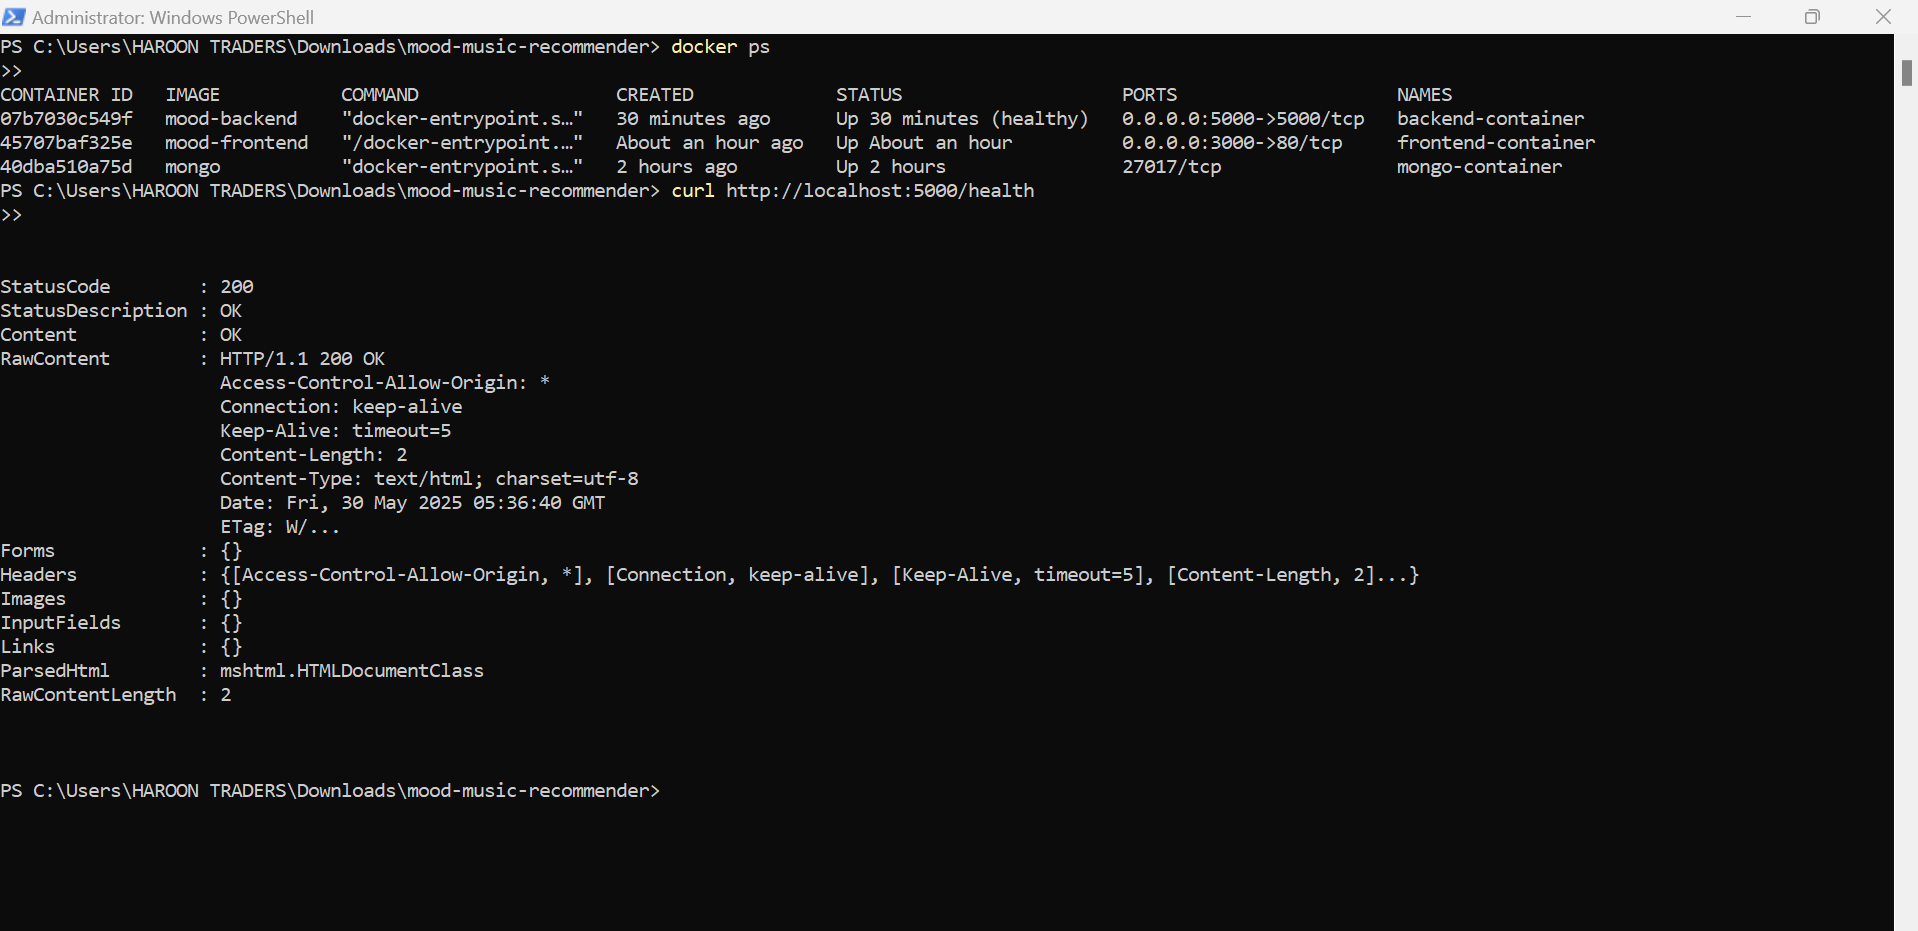 Administrator: Windows PowerShell
PS C:\Users\HAROON TRADERS\Downloads\mood-music-recommender> docker ps
>>
CONTAINER ID   IMAGE           COMMAND                  CREATED             STATUS                    PORTS                    NAMES
07b7030c549f   mood-backend    "docker-entrypoint.s…"   30 minutes ago      Up 30 minutes (healthy)   0.0.0.0:5000->5000/tcp   backend-container
45707baf325e   mood-frontend   "/docker-entrypoint.…"   About an hour ago   Up About an hour          0.0.0.0:3000->80/tcp     frontend-container
40dba510a75d   mongo           "docker-entrypoint.s…"   2 hours ago         Up 2 hours                27017/tcp                mongo-container
PS C:\Users\HAROON TRADERS\Downloads\mood-music-recommender> curl http://localhost:5000/health
>>
StatusCode        : 200
StatusDescription : OK
Content           : OK
RawContent        : HTTP/1.1 200 OK
                    Access-Control-Allow-Origin: *
                    Connection: keep-alive
                    Keep-Alive: timeout=5
                    Content-Length: 2
                    Content-Type: text/html; charset=utf-8
                    Date: Fri, 30 May 2025 05:36:40 GMT
                    ETag: W/...
Forms             : {}
Headers           : {[Access-Control-Allow-Origin, *], [Connection, keep-alive], [Keep-Alive, timeout=5], [Content-Length, 2]...}
Images            : {}
InputFields       : {}
Links             : {}
ParsedHtml        : mshtml.HTMLDocumentClass
RawContentLength  : 2
PS C:\Users\HAROON TRADERS\Downloads\mood-music-recommender>